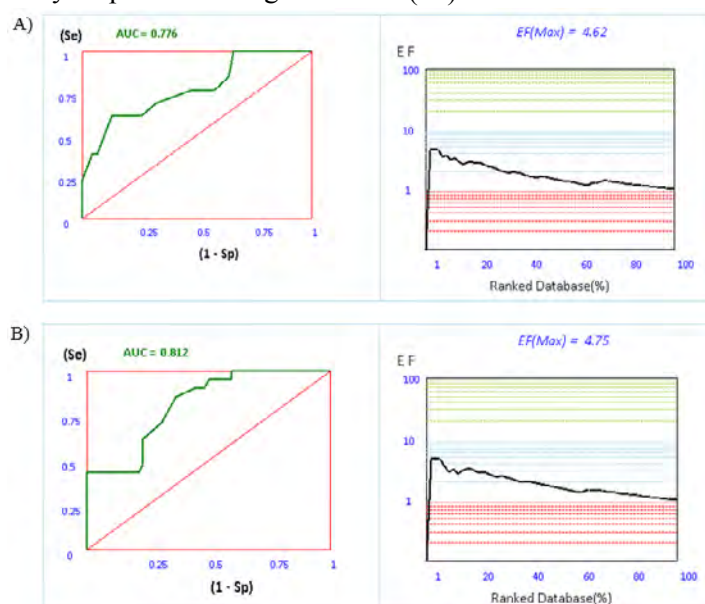 A)
(Se)
AUC = 0.776
1
0.75
0.5
0.25
0
0.25
0.5
0.75
1
(1 - Sp)
EF(Max) = 4.62
EF
100
10
1
1
20
40
60
80
100
Ranked Database(%)
B)
(Se)
AUC = 0.812
1
0.75
0.5
0.25
0
0.25
0.5
0.75
1
(1 - Sp)
EF(Max) = 4.75
EF
100
10
1
1
20
40
60
80
100
Ranked Database(%)